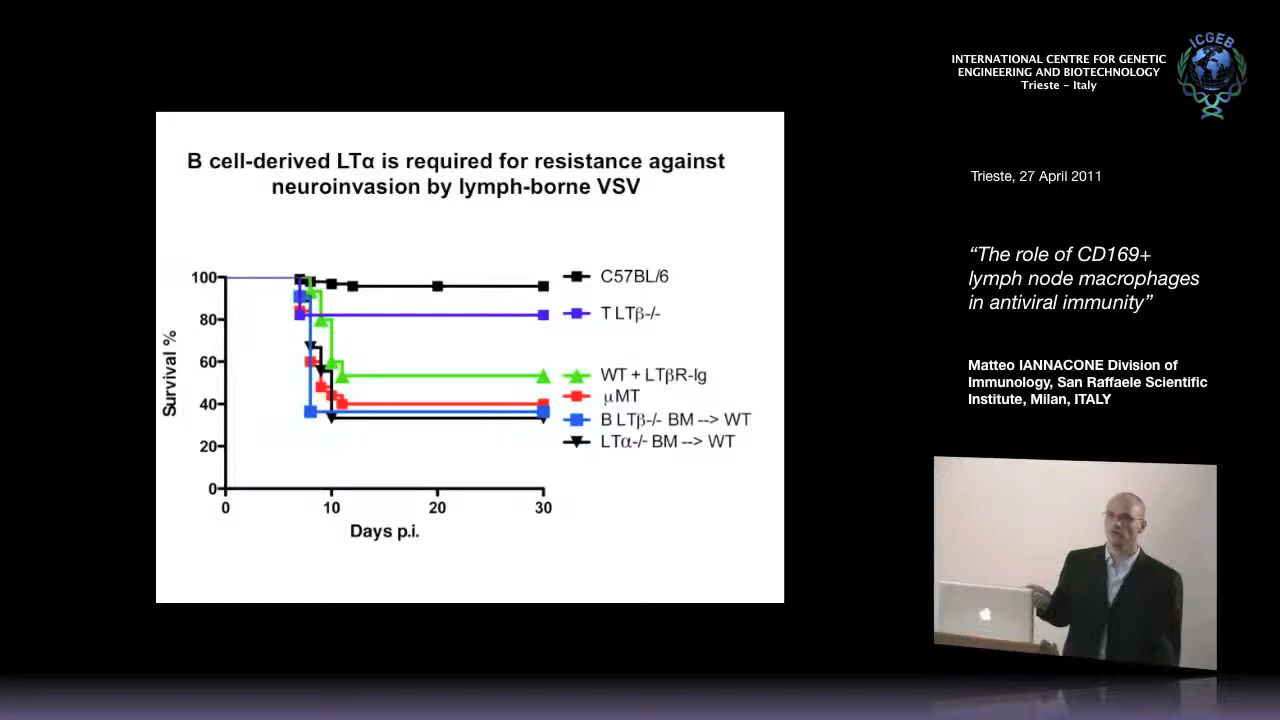 INTERNATIONAL CENTRE FOR GENETIC
ENGINEERING AND BIOTECHNOLOGY
Trieste - Italy
ICGEB
Trieste, 27 April 2011
“The role of CD169+
lymph node macrophages
in antiviral immunity”
Matteo IANNACONE Division of
Immunology, San Raffaele Scientific
Institute, Milan, ITALY
B cell-derived LTα is required for resistance against
neuroinvasion by lymph-borne VSV
Survival %
100
80
60
40
20
0
0 10 20 30
Days p.i.
C57BL/6
T LTβ-/-
WT + LTβR-Ig
μMT
B LTβ-/- BM --> WT
LTα-/- BM --> WT